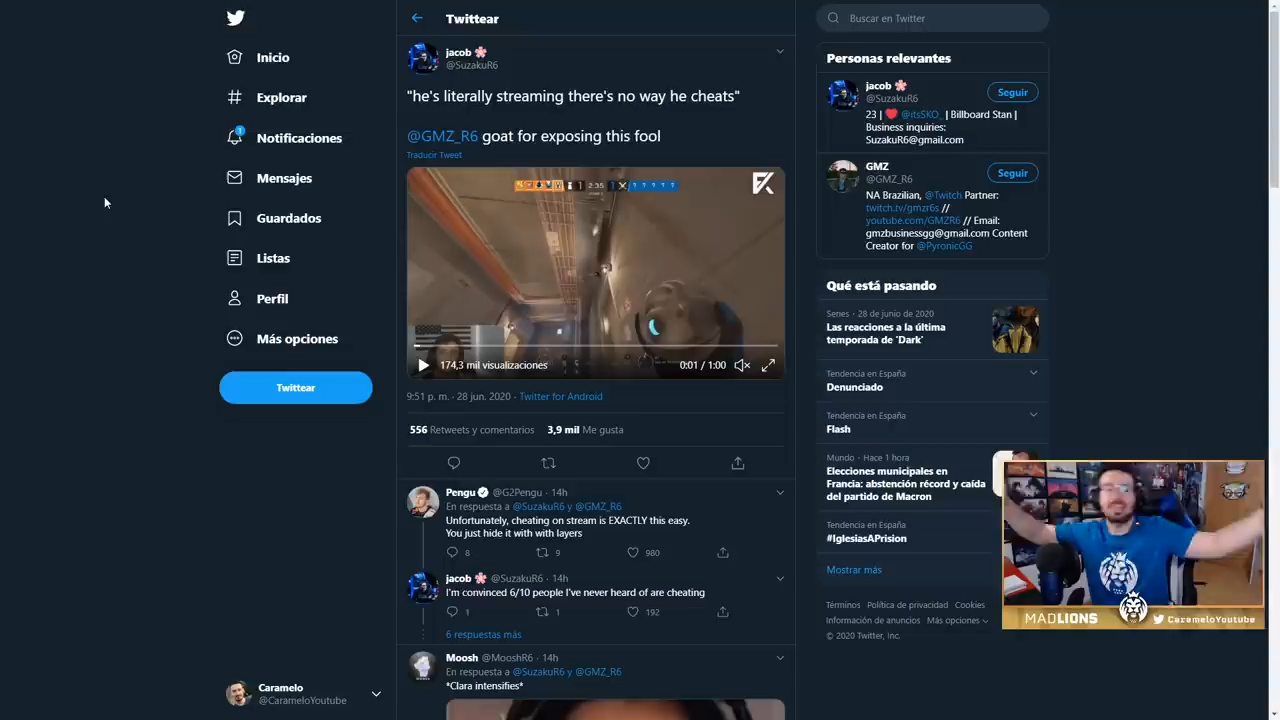 Inicio
Explorar
1
Notificaciones
Mensajes
Guardados
Listas
Perfil
Más opciones
Twittear
Caramelo
@CarameloYoutube
Twittear
jacob
@SuzakuR6
"he's literally streaming there's no way he cheats"
@GMZ_R6 goat for exposing this fool
Traducir Tweet
1 2:35 1 ? ? ? ? ?
174,3 mil visualizaciones
0:01 / 1:00
9:51 p. m. · 28 jun. 2020 · Twitter for Android
556 Retweets y comentarios 3,9 mil Me gusta
Pengu @G2Pengu · 14h
En respuesta a @SuzakuR6 y @GMZ_R6
Unfortunately, cheating on stream is EXACTLY this easy.
You just hide it with with layers
8 9 980
jacob @SuzakuR6 · 14h
I'm convinced 6/10 people I've never heard of are cheating
1 1 192
6 respuestas más
Moosh @MooshR6 · 14h
En respuesta a @SuzakuR6 y @GMZ_R6
*Clara intensifies*
Buscar en Twitter
Personas relevantes
jacob
@SuzakuR6
Seguir
23 | @itsSKO_ | Billboard Stan |
Business inquiries:
SuzakuR6@gmail.com
GMZ
@GMZ_R6
Seguir
NA Brazilian, @Twitch Partner:
twitch.tv/gmzr6s //
youtube.com/GMZR6 // Email:
gmzbusinessgg@gmail.com Content
Creator for @PyronicGG
Qué está pasando
Series · 28 de junio de 2020
Las reacciones a la última
temporada de 'Dark'
Tendencia en España
Denunciado
Tendencia en España
Flash
Mundo · Hace 1 hora
Elecciones municipales en
Francia: abstención récord y caída
del partido de Macron
Tendencia en España
#IglesiasAPrision
Mostrar más
Términos Política de privacidad Cookies
Información de anuncios Más opciones
© 2020 Twitter, Inc.
MADLIONS
CarameloYoutube